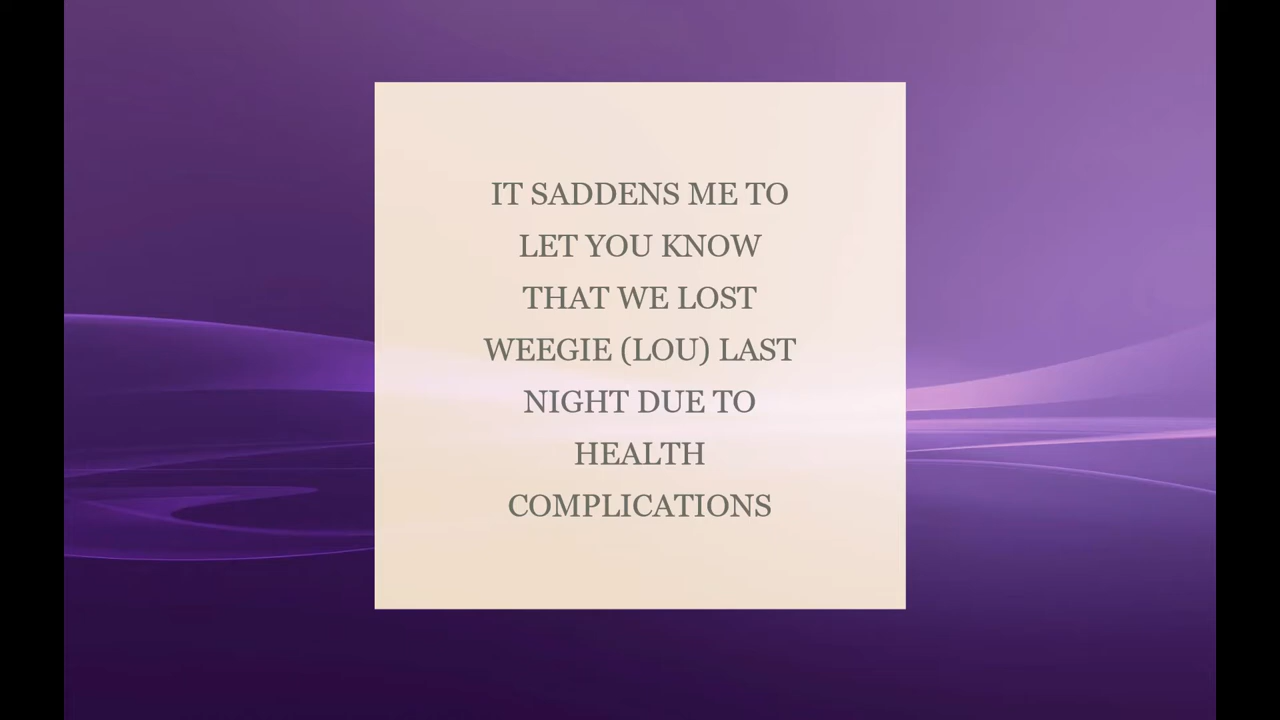 IT SADDENS ME TO
LET YOU KNOW
THAT WE LOST
WEEGIE (LOU) LAST
NIGHT DUE TO
HEALTH
COMPLICATIONS